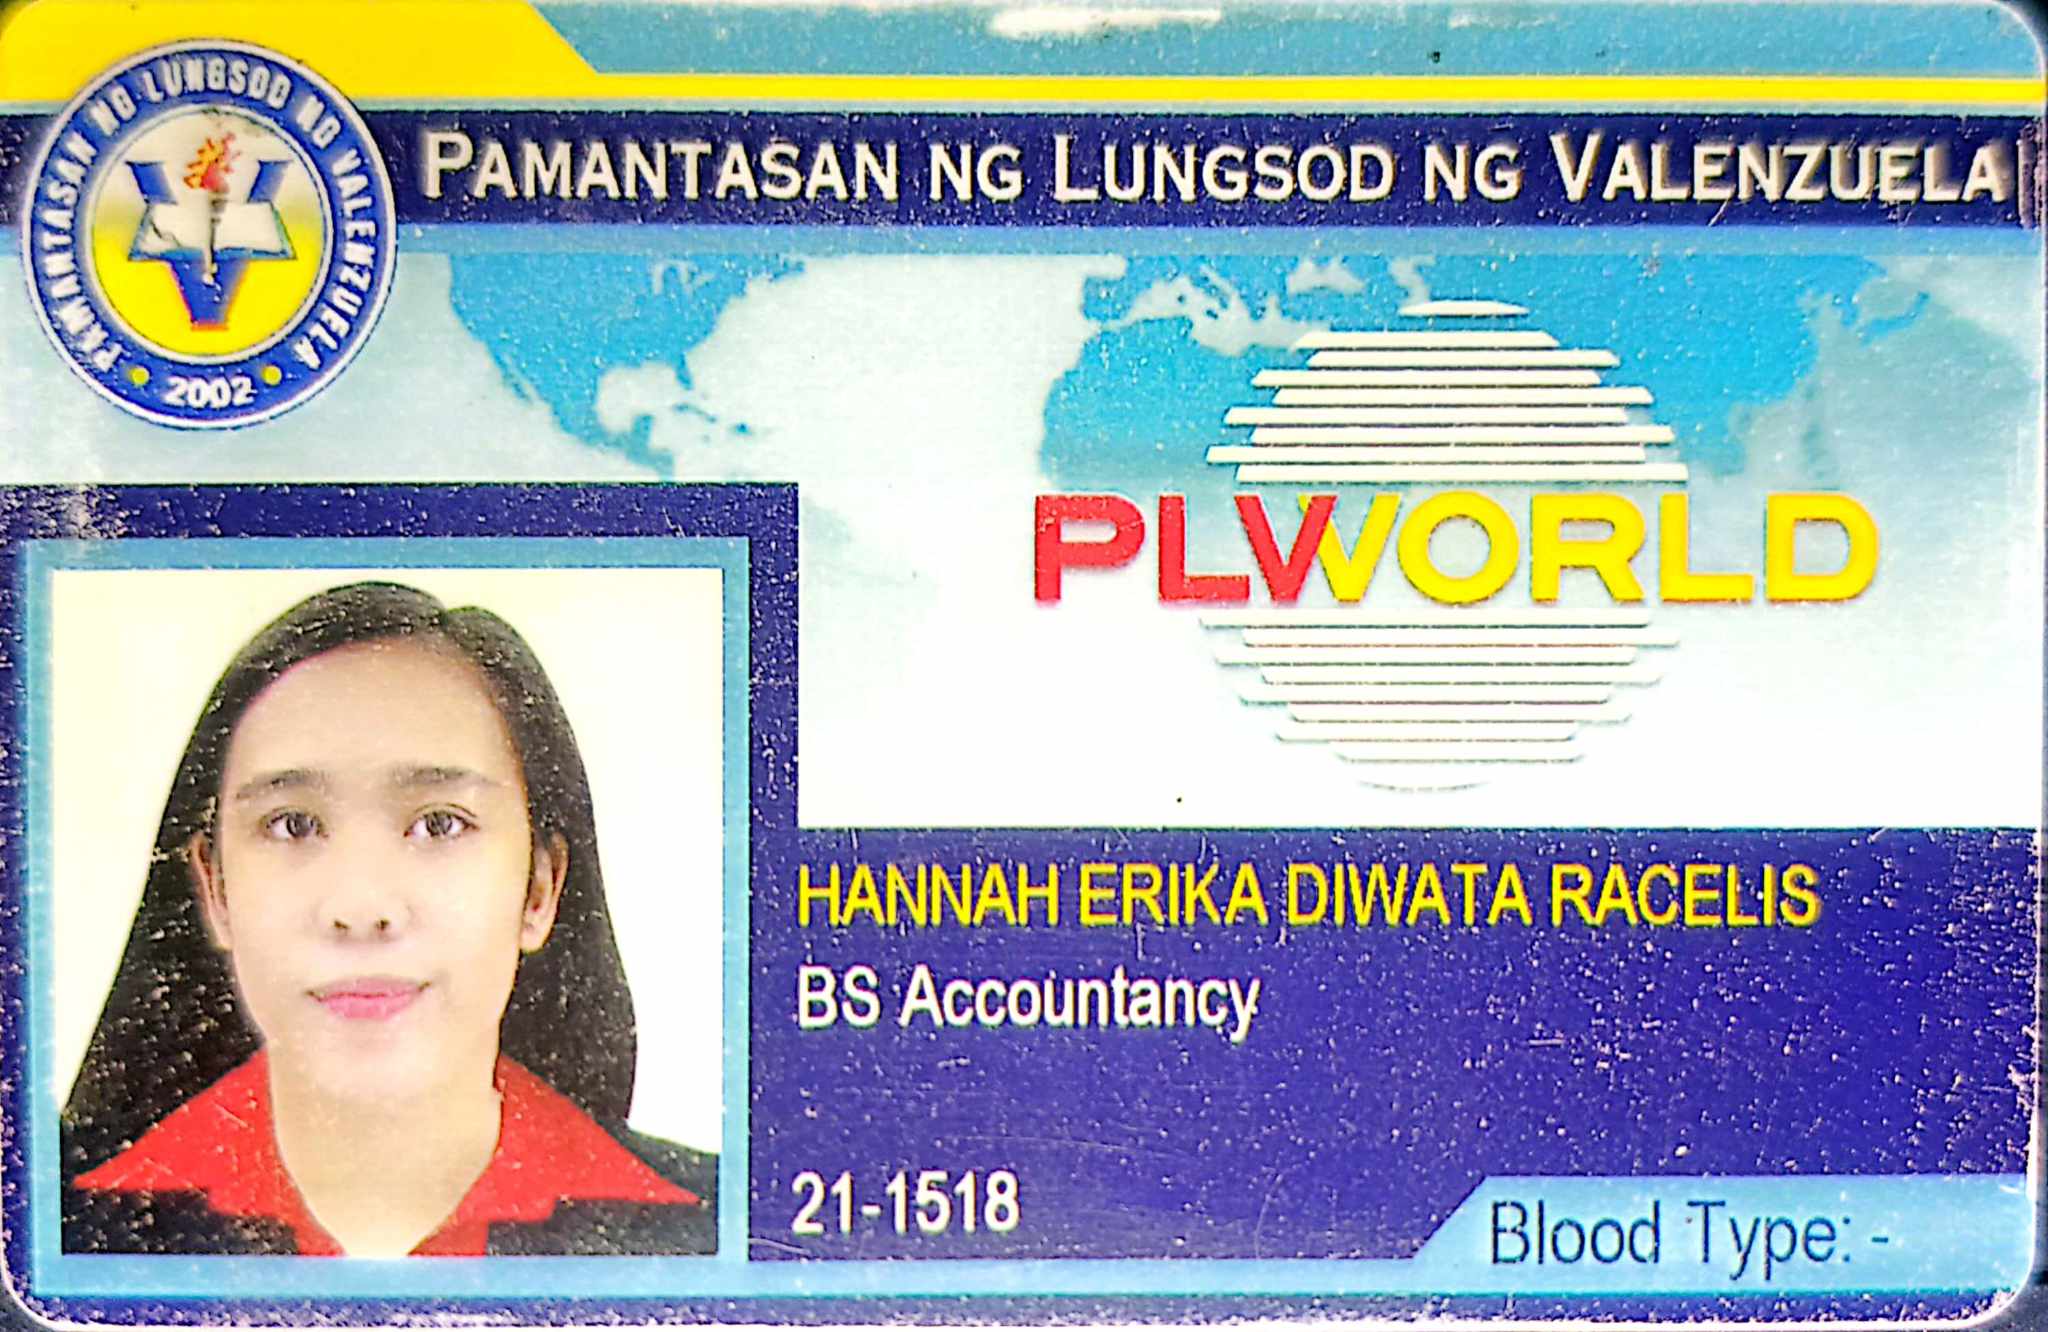 PAMANTASAN NG LUNGSOD NG VALENZUELA
2002
PAMANTASAN NG LUNGSOD NG VALENZUELA
PLWORLD
HANNAH ERIKA DIWATA RACELIS
BS Accountancy
21-1518
Blood Type: -